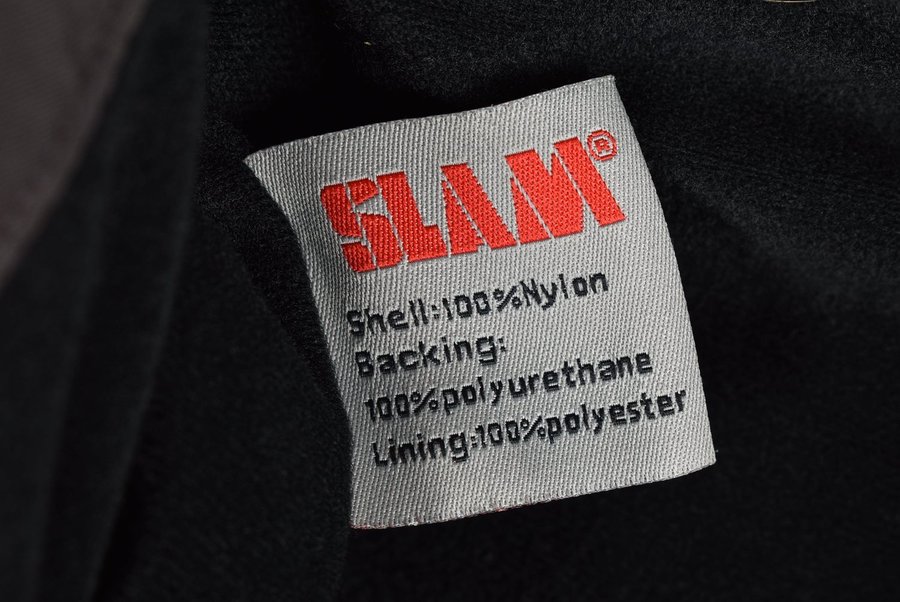 SLAM®
Shell:100%Nylon
Backing:
100%polyurethane
Lining:100%polyester